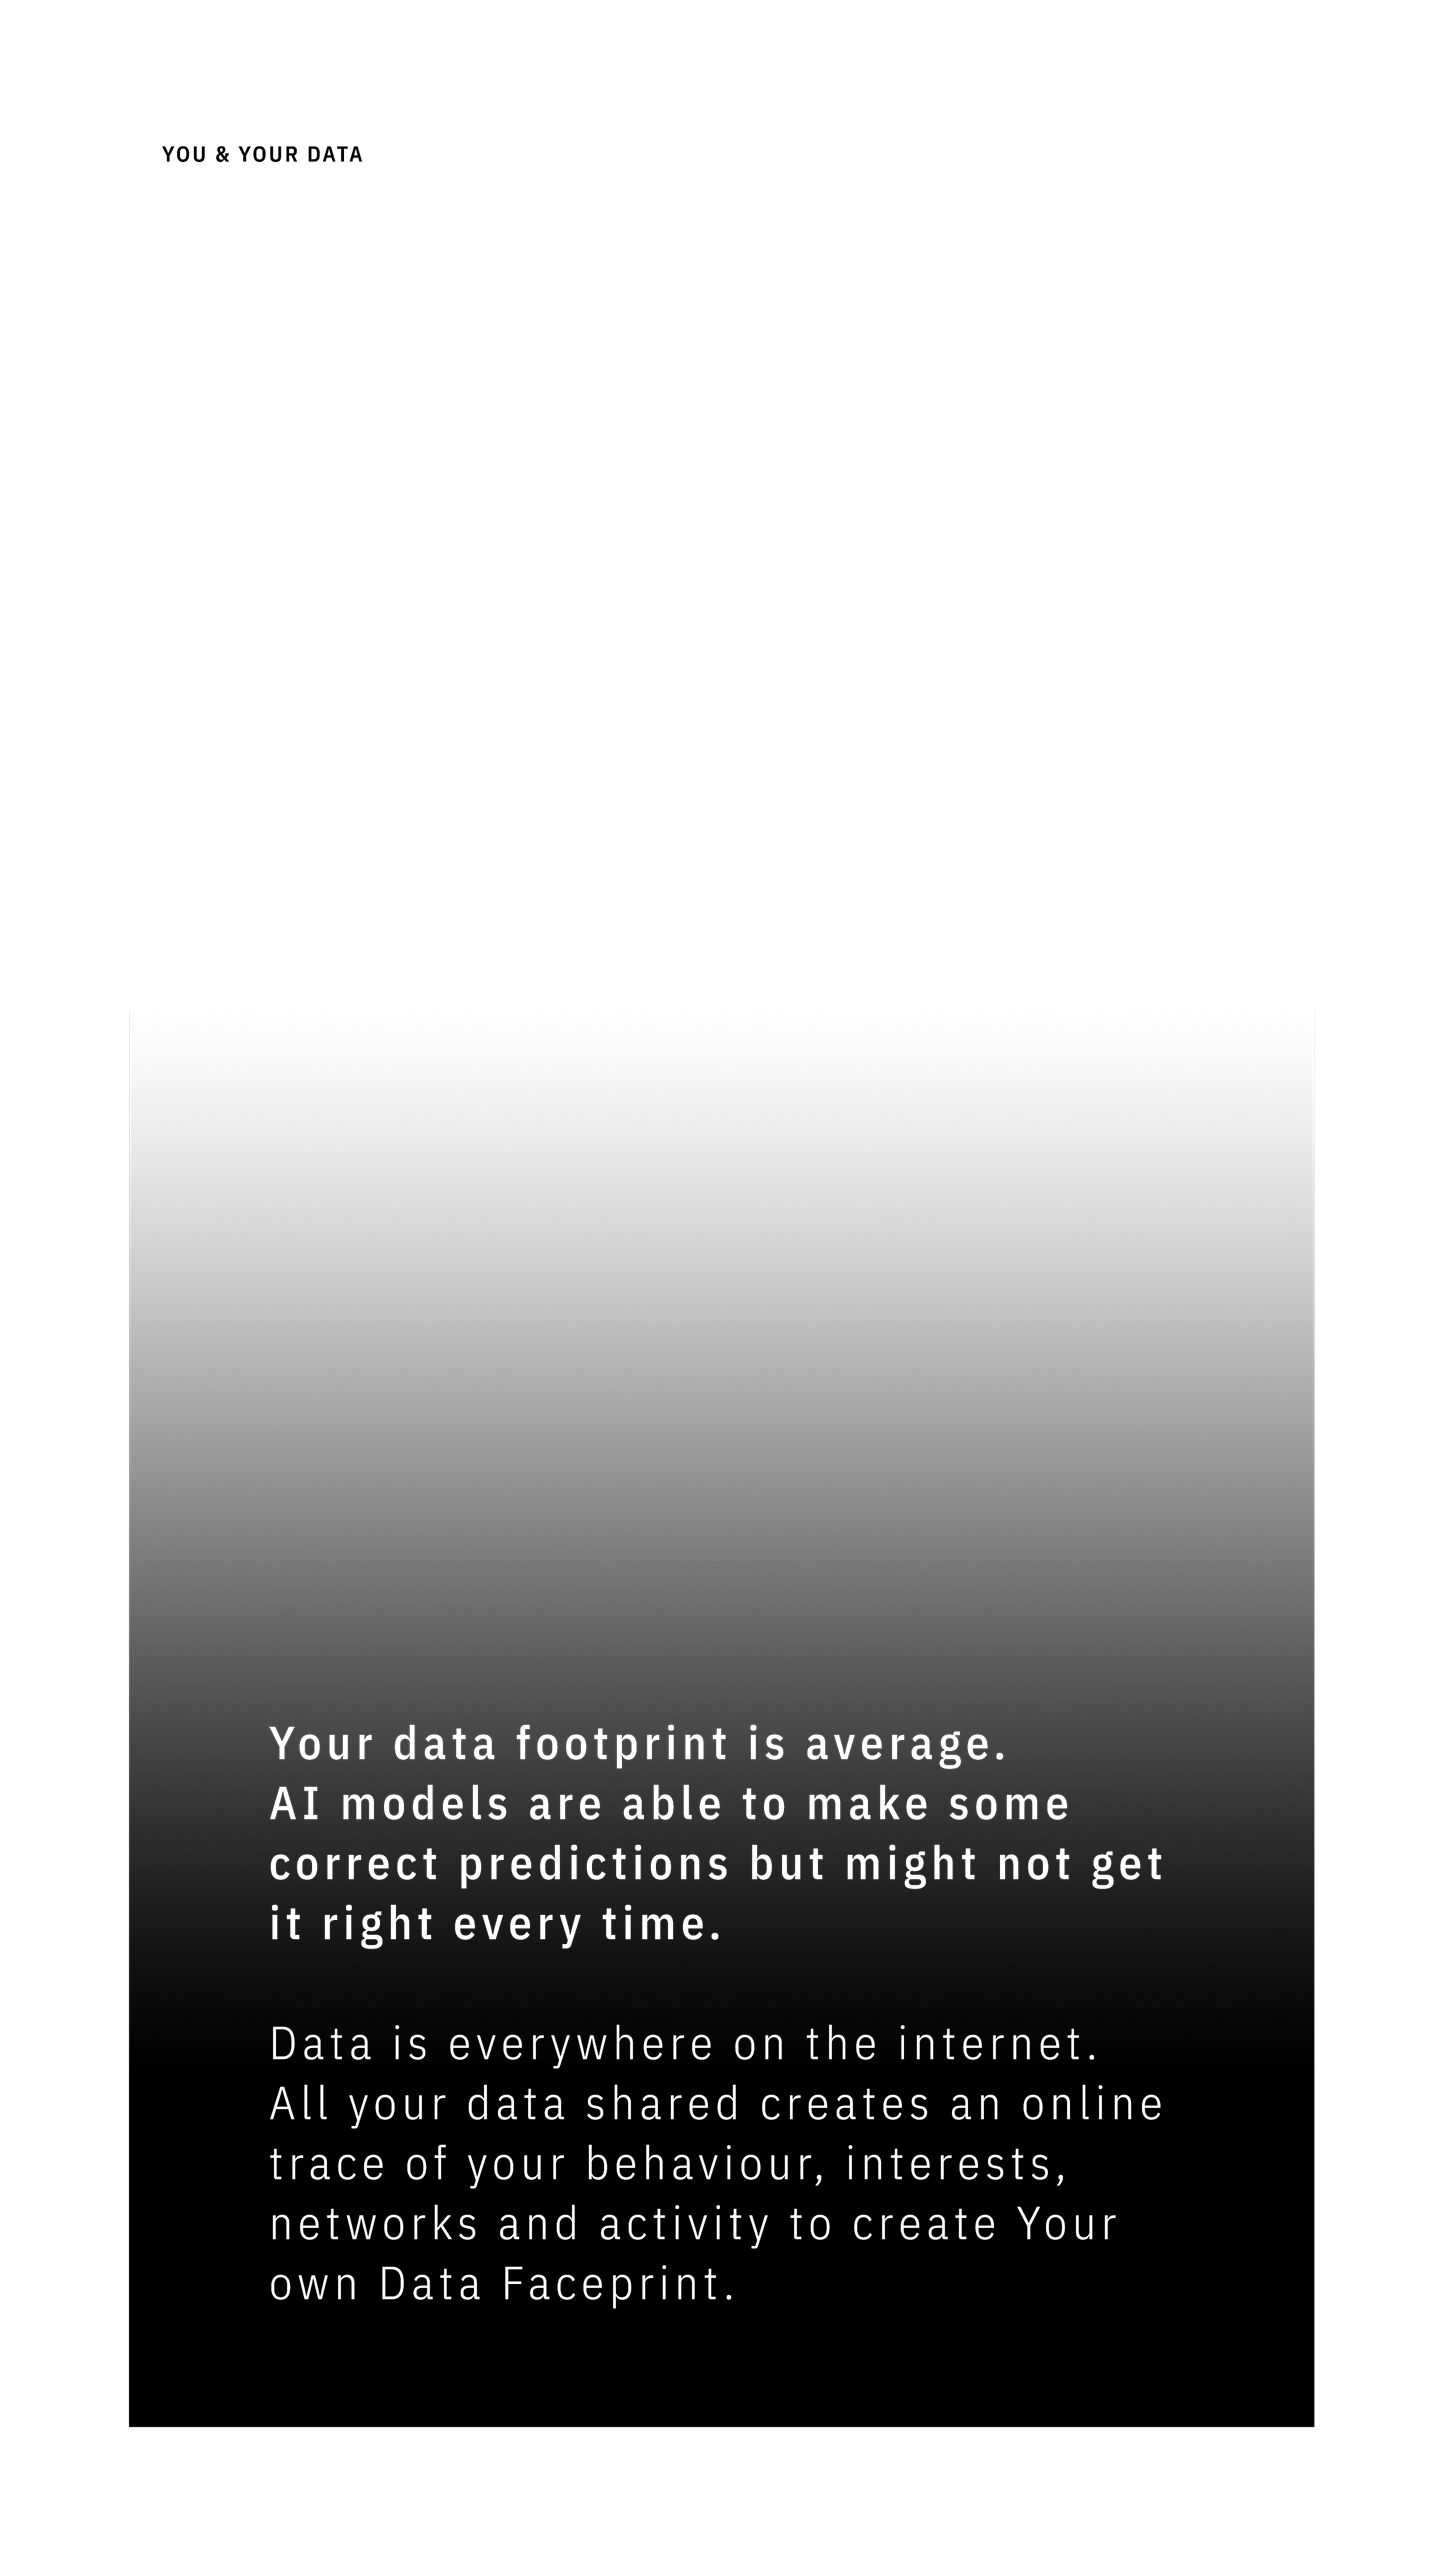 YOU & YOUR DATA
Your data footprint is average.
AI models are able to make some
correct predictions but might not get
it right every time.
Data is everywhere on the internet.
All your data shared creates an online
trace of your behaviour, interests,
networks and activity to create Your
own Data Faceprint.